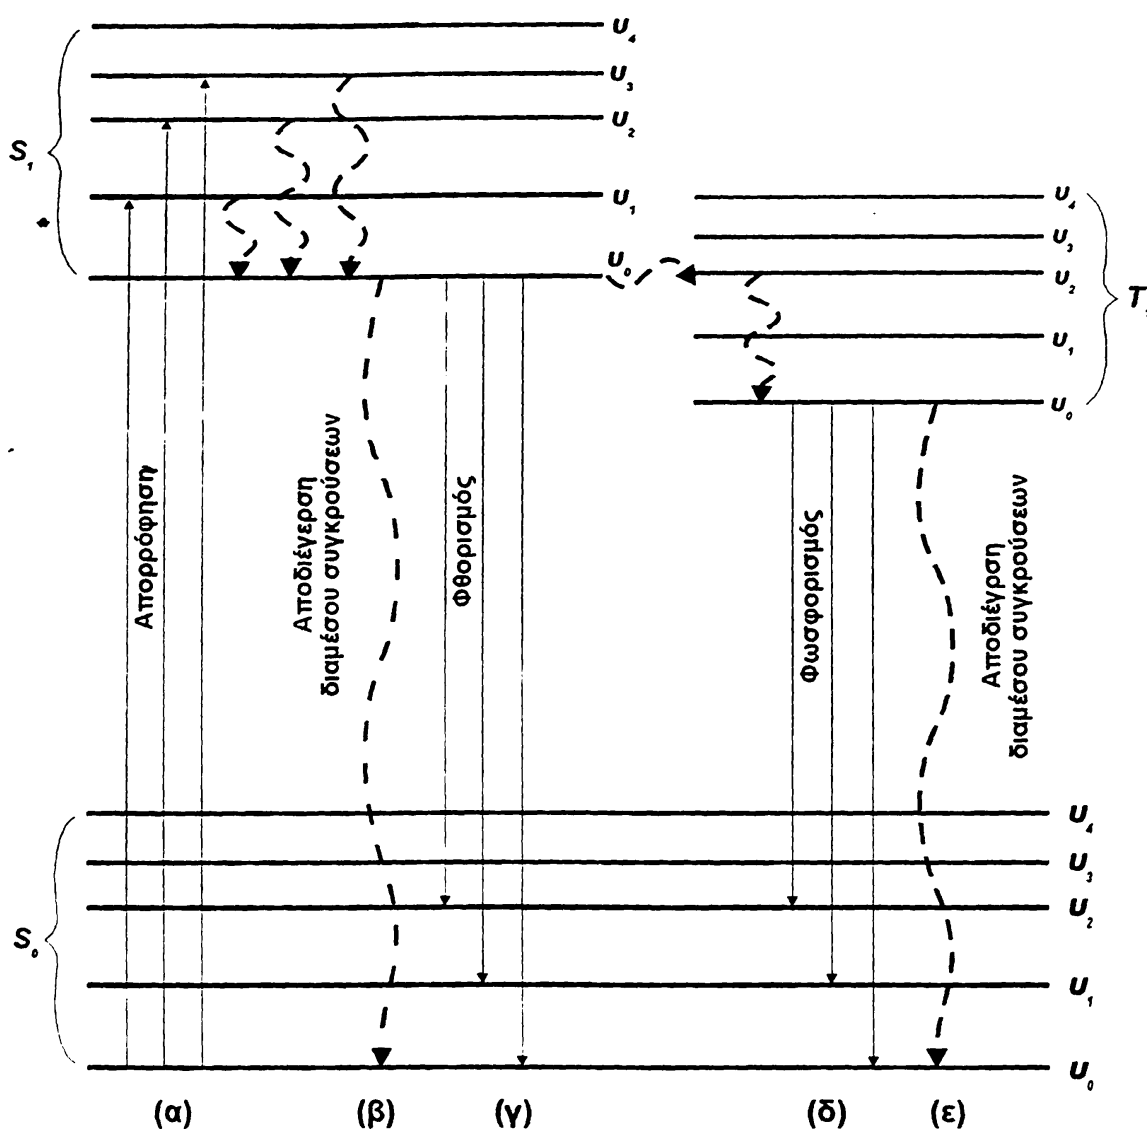 U₄
U₃
U₂
U₁
U₀
S₁
U₄
U₃
U₂
U₁
U₀
T₁
Απορρόφηση
Αποδιέγερση
διαμέσου συγκρούσεων
Φθορισμός
Φωσφορισμός
Αποδιέγρση
διαμέσου συγκρούσεων
U₄
U₃
U₂
U₁
U₀
S₀
(α) (β) (γ) (δ) (ε)